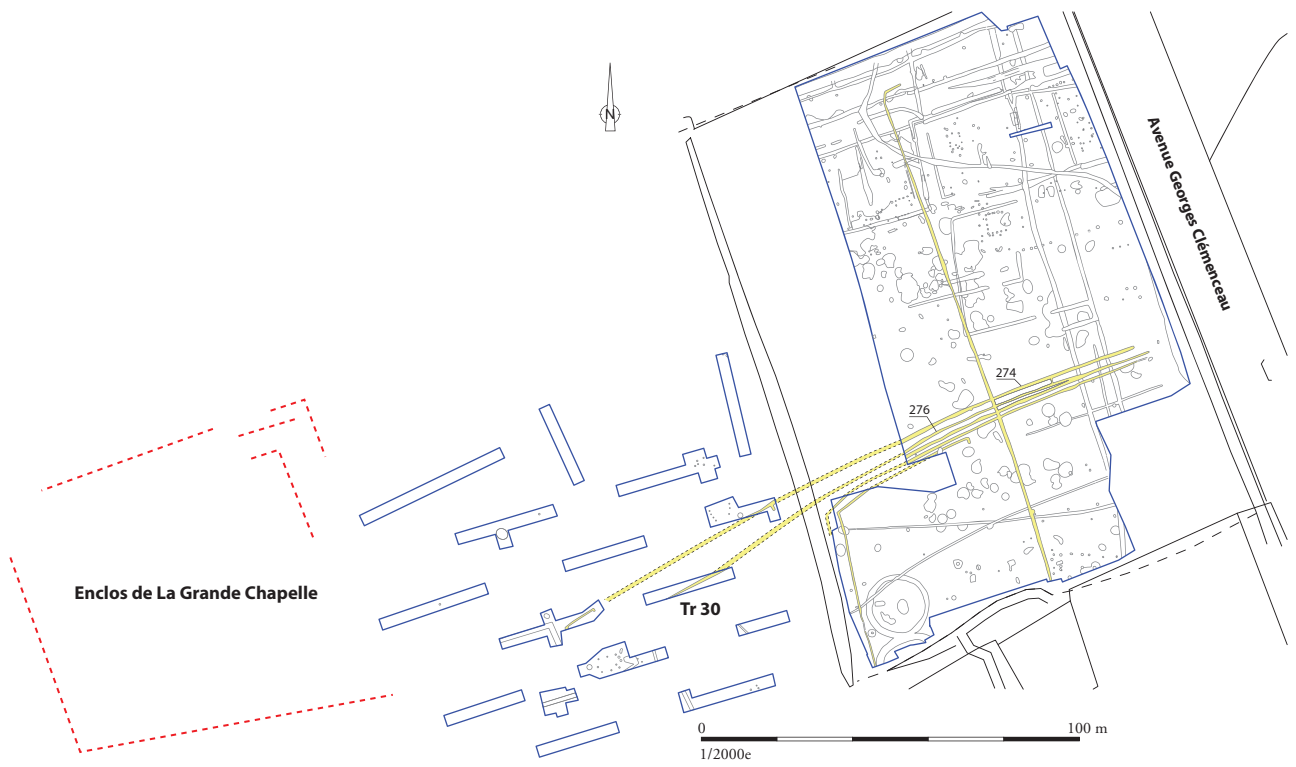 N
Avenue Georges Clémenceau
274
276
Enclos de La Grande Chapelle
Tr 30
0 100 m
1/2000e